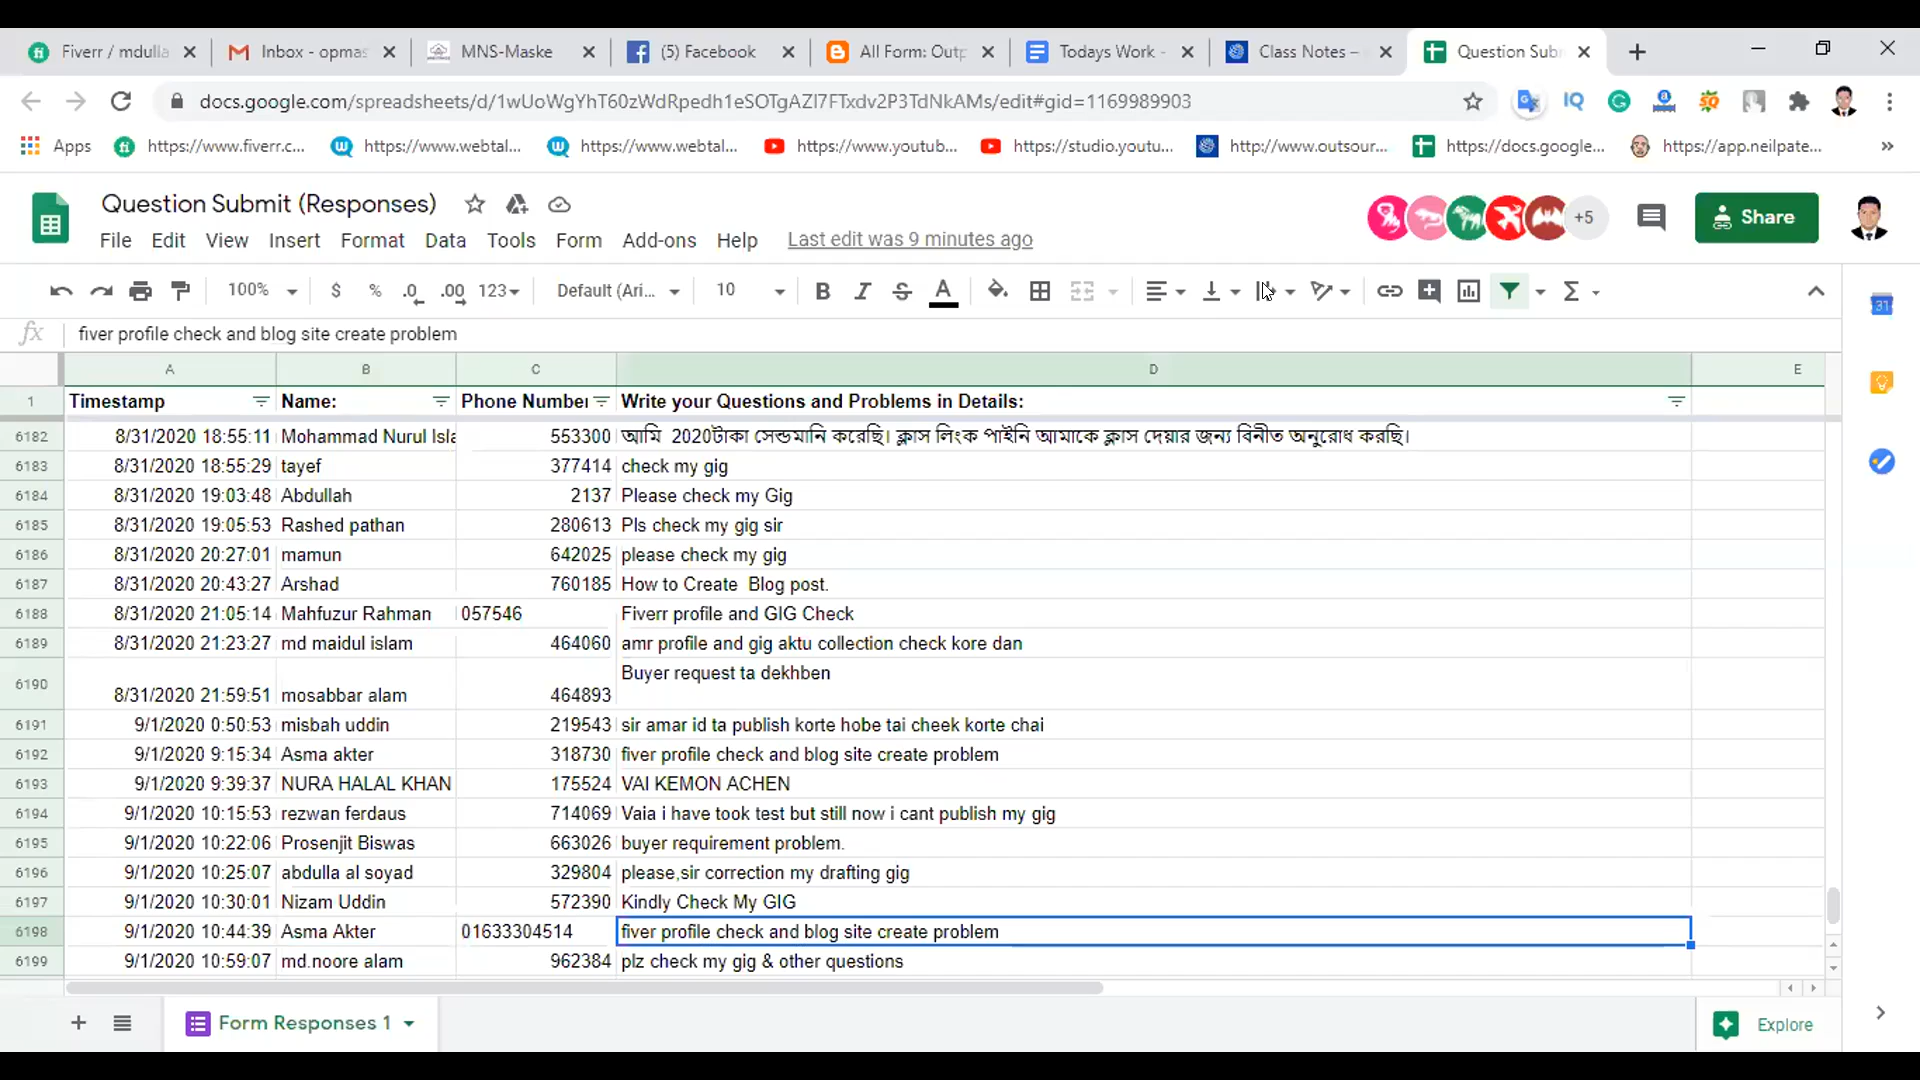 Fiverr / mdulla
Inbox - opmas
MNS-Maske
(5) Facebook
All Form: Outp
Todays Work -
Class Notes –
Question Subm
docs.google.com/spreadsheets/d/1wUoWgYhT60zWdRpedh1eSOTgAZl7FTxdv2P3TdNkAMs/edit#gid=1169989903
Apps
https://www.fiverr.c...
https://www.webtal...
https://www.webtal...
https://www.youtub...
https://studio.youtu...
http://www.outsour...
https://docs.google...
https://app.neilpate...
Question Submit (Responses)
+5
Share
File Edit View Insert Format Data Tools Form Add-ons Help Last edit was 9 minutes ago
100% $ % .0 .00 123 Default (Ari... 10 B I S A Σ
31
fx fiver profile check and blog site create problem
A B C D E
1 Timestamp Name: Phone Number Write your Questions and Problems in Details:
6182 8/31/2020 18:55:11 Mohammad Nurul Isla 553300 আমি 2020টাকা সেন্ডমানি করেছি। ক্লাস লিংক পাইনি আমাকে ক্লাস দেয়ার জন্য বিনীত অনুরোধ করছি।
6183 8/31/2020 18:55:29 tayef 377414 check my gig
6184 8/31/2020 19:03:48 Abdullah 2137 Please check my Gig
6185 8/31/2020 19:05:53 Rashed pathan 280613 Pls check my gig sir
6186 8/31/2020 20:27:01 mamun 642025 please check my gig
6187 8/31/2020 20:43:27 Arshad 760185 How to Create Blog post.
6188 8/31/2020 21:05:14 Mahfuzur Rahman 057546 Fiverr profile and GIG Check
6189 8/31/2020 21:23:27 md maidul islam 464060 amr profile and gig aktu collection check kore dan
6190 8/31/2020 21:59:51 mosabbar alam 464893 Buyer request ta dekhben
6191 9/1/2020 0:50:53 misbah uddin 219543 sir amar id ta publish korte hobe tai cheek korte chai
6192 9/1/2020 9:15:34 Asma akter 318730 fiver profile check and blog site create problem
6193 9/1/2020 9:39:37 NURA HALAL KHAN 175524 VAI KEMON ACHEN
6194 9/1/2020 10:15:53 rezwan ferdaus 714069 Vaia i have took test but still now i cant publish my gig
6195 9/1/2020 10:22:06 Prosenjit Biswas 663026 buyer requirement problem.
6196 9/1/2020 10:25:07 abdulla al soyad 329804 please,sir correction my drafting gig
6197 9/1/2020 10:30:01 Nizam Uddin 572390 Kindly Check My GIG
6198 9/1/2020 10:44:39 Asma Akter 01633304514 fiver profile check and blog site create problem
6199 9/1/2020 10:59:07 md.noore alam 962384 plz check my gig & other questions
Form Responses 1
Explore